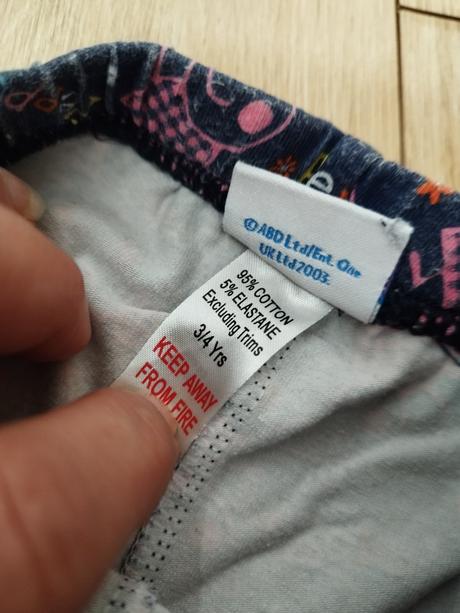 © ABD Ltd/Ent. One
UK Ltd 2003.
95% COTTON
5% ELASTANE
Excluding Trims
3/4 Yrs
KEEP AWAY
FROM FIRE